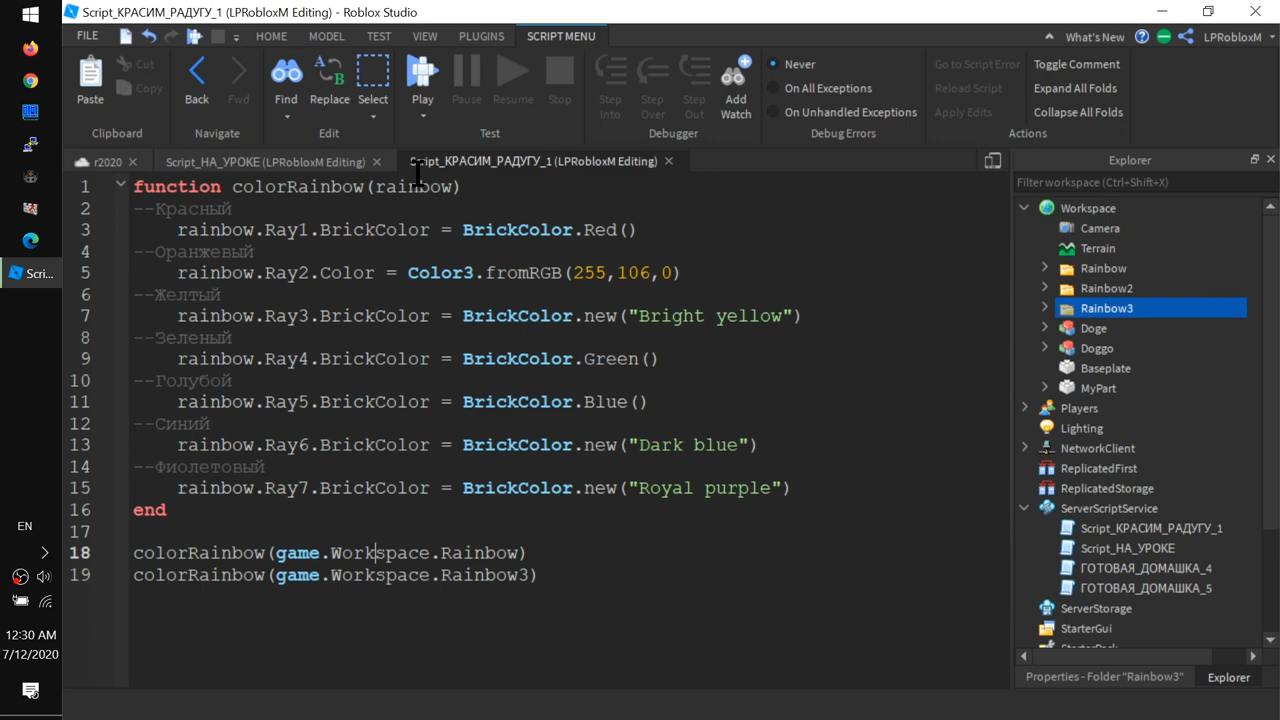 Script_КРАСИМ_РАДУГУ_1 (LPRobloxM Editing) - Roblox Studio
FILE HOME MODEL TEST VIEW PLUGINS SCRIPT MENU What's New LPRobloxM
Paste Cut Copy Back Fwd Find Replace Select Play Pause Resume Stop Step Into Step Over Step Out Add Watch
Never
On All Exceptions
On Unhandled Exceptions
Go to Script Error
Reload Script
Apply Edits
Toggle Comment
Expand All Folds
Collapse All Folds
Clipboard Navigate Edit Test Debugger Debug Errors Actions
r2020 Script_НА_УРОКЕ (LPRobloxM Editing) Script_КРАСИМ_РАДУГУ_1 (LPRobloxM Editing)
1 function colorRainbow(rainbow)
2 --Красный
3 rainbow.Ray1.BrickColor = BrickColor.Red()
4 --Оранжевый
5 rainbow.Ray2.Color = Color3.fromRGB(255,106,0)
6 --Желтый
7 rainbow.Ray3.BrickColor = BrickColor.new("Bright yellow")
8 --Зеленый
9 rainbow.Ray4.BrickColor = BrickColor.Green()
10 --Голубой
11 rainbow.Ray5.BrickColor = BrickColor.Blue()
12 --Синий
13 rainbow.Ray6.BrickColor = BrickColor.new("Dark blue")
14 --Фиолетовый
15 rainbow.Ray7.BrickColor = BrickColor.new("Royal purple")
16 end
17
18 colorRainbow(game.Workspace.Rainbow)
19 colorRainbow(game.Workspace.Rainbow3)
Explorer
Filter workspace (Ctrl+Shift+X)
Workspace
Camera
Terrain
Rainbow
Rainbow2
Rainbow3
Doge
Doggo
Baseplate
MyPart
Players
Lighting
NetworkClient
ReplicatedFirst
ReplicatedStorage
ServerScriptService
Script_КРАСИМ_РАДУГУ_1
Script_НА_УРОКЕ
ГОТОВАЯ_ДОМАШКА_4
ГОТОВАЯ_ДОМАШКА_5
ServerStorage
StarterGui
StarterPack
Properties - Folder "Rainbow3" Explorer
Scri...
EN
12:30 AM
7/12/2020